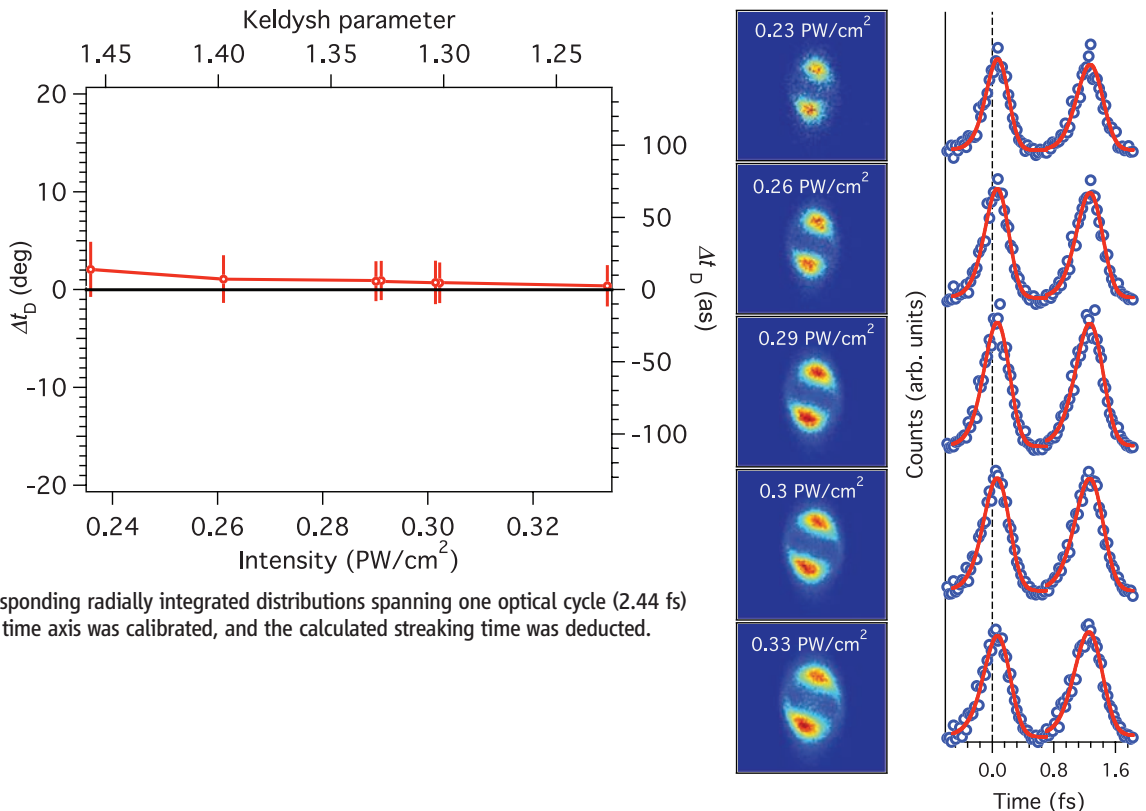 Keldysh parameter
1.45 1.40 1.35 1.30 1.25
20
10
0
-10
-20
Δt_D (deg)
100
50
0
-50
-100
Δt_D (as)
0.24 0.26 0.28 0.30 0.32
Intensity (PW/cm²)
sponding radially integrated distributions spanning one optical cycle (2.44 fs)
time axis was calibrated, and the calculated streaking time was deducted.
0.23 PW/cm²
0.26 PW/cm²
0.29 PW/cm²
0.3 PW/cm²
0.33 PW/cm²
Counts (arb. units)
0.0 0.8 1.6
Time (fs)